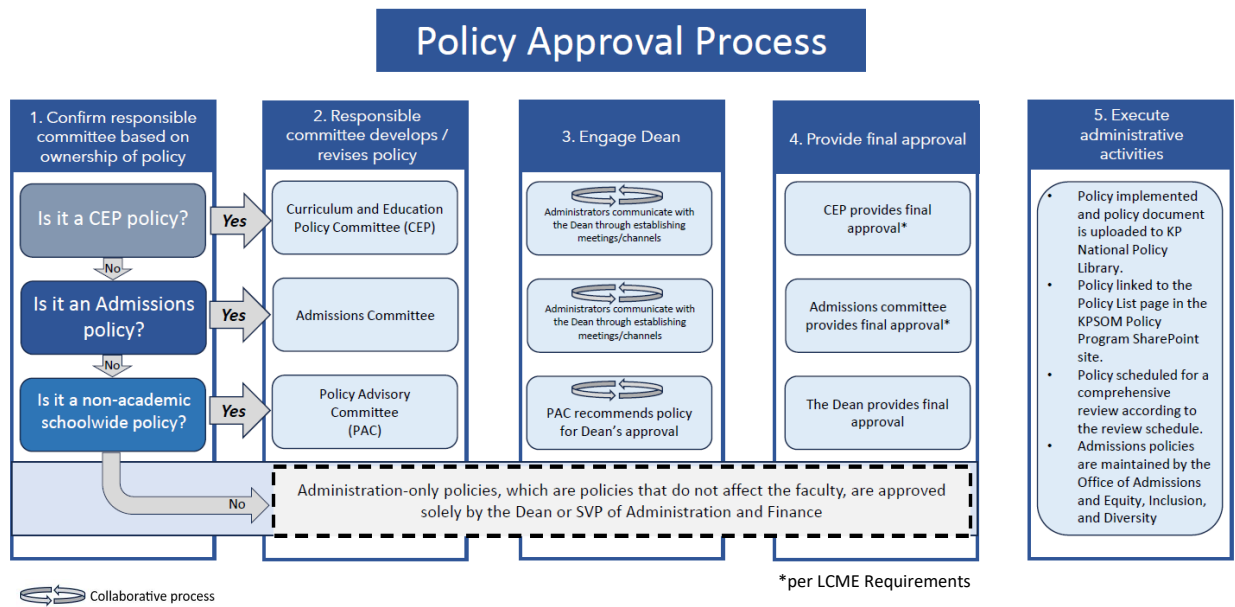 Policy Approval Process
1. Confirm responsible
committee based on
ownership of policy
Is it a CEP policy?
Yes
No
Is it an Admissions
policy?
Yes
No
Is it a non-academic
schoolwide policy?
Yes
No
2. Responsible
committee develops /
revises policy
Curriculum and Education
Policy Committee (CEP)
Admissions Committee
Policy Advisory
Committee
(PAC)
3. Engage Dean
Administrators communicate with
the Dean through establishing
meetings/channels
Administrators communicate with
the Dean through establishing
meetings/channels
PAC recommends policy
for Dean's approval
4. Provide final approval
CEP provides final
approval*
Admissions committee
provides final approval*
The Dean provides final
approval
Administration-only policies, which are policies that do not affect the faculty, are approved
solely by the Dean or SVP of Administration and Finance
5. Execute
administrative
activities
• Policy implemented
and policy document
is uploaded to KP
National Policy
Library.
• Policy linked to the
Policy List page in the
KPSOM Policy
Program SharePoint
site.
• Policy scheduled for a
comprehensive
review according to
the review schedule.
• Admissions policies
are maintained by the
Office of Admissions
and Equity, Inclusion,
and Diversity
*per LCME Requirements
Collaborative process